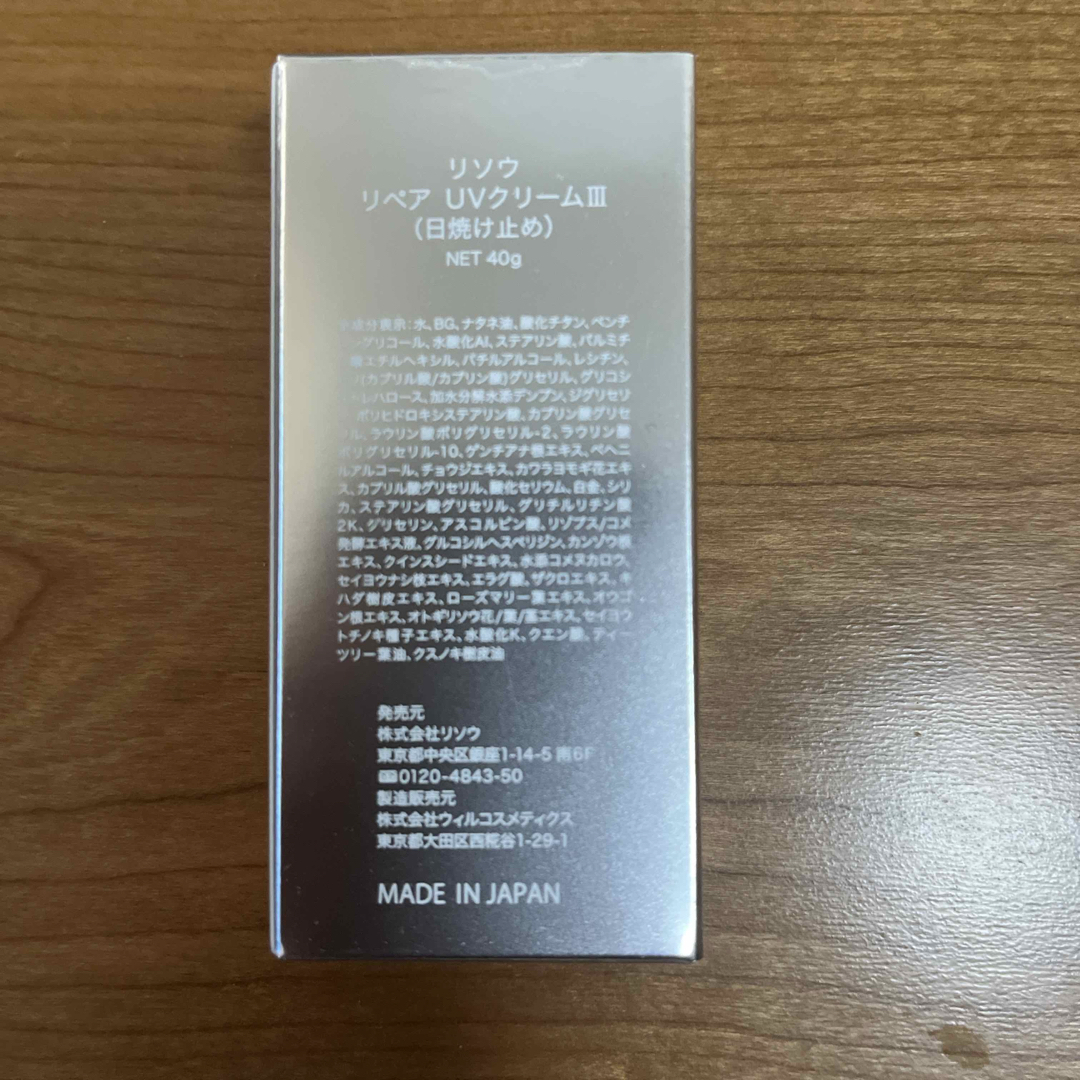 リソウ
リペア UVクリームⅢ
(日焼け止め)
NET 40g
成分表示:水、BG、ナタネ油、酸化チタン、ペンチ
グリコール、水酸化Al、ステアリン酸、パルミチ
エチルヘキシル、バチルアルコール、レシチン、
(カプリル酸/カプリン酸)グリセリル、グリコシ
レハロース、加水分解水添デンプン、ジグリセリ
ポリヒドロキシステアリン酸、カプリン酸グリセ
ル、ラウリン酸ポリグリセリル-2、ラウリン酸
ポリグリセリル-10、ゲンチアナ根エキス、ベヘニ
ルアルコール、チョウジエキス、カワラヨモギ花エキ
ス、カプリル酸グリセリル、酸化セリウム、白金、シリ
カ、ステアリン酸グリセリル、グリチルリチン酸
2K、グリセリン、アスコルビン酸、リゾプス/コメ
発酵エキス液、グルコシルヘスペリジン、カンゾウ根
エキス、クインスシードエキス、水添コメヌカロウ、
セイヨウナシ枝エキス、エラグ酸、ザクロエキス、キ
ハダ樹皮エキス、ローズマリー葉エキス、オウゴ
ン根エキス、オトギリソウ花/葉/茎エキス、セイヨウ
トチノキ種子エキス、水酸化K、クエン酸、ティー
ツリー葉油、クスノキ樹皮油
発売元
株式会社リソウ
東京都中央区銀座1-14-5 6F
0120-4843-50
製造販売元
株式会社ウィルコスメティクス
東京都大田区西糀谷1-29-1
MADE IN JAPAN